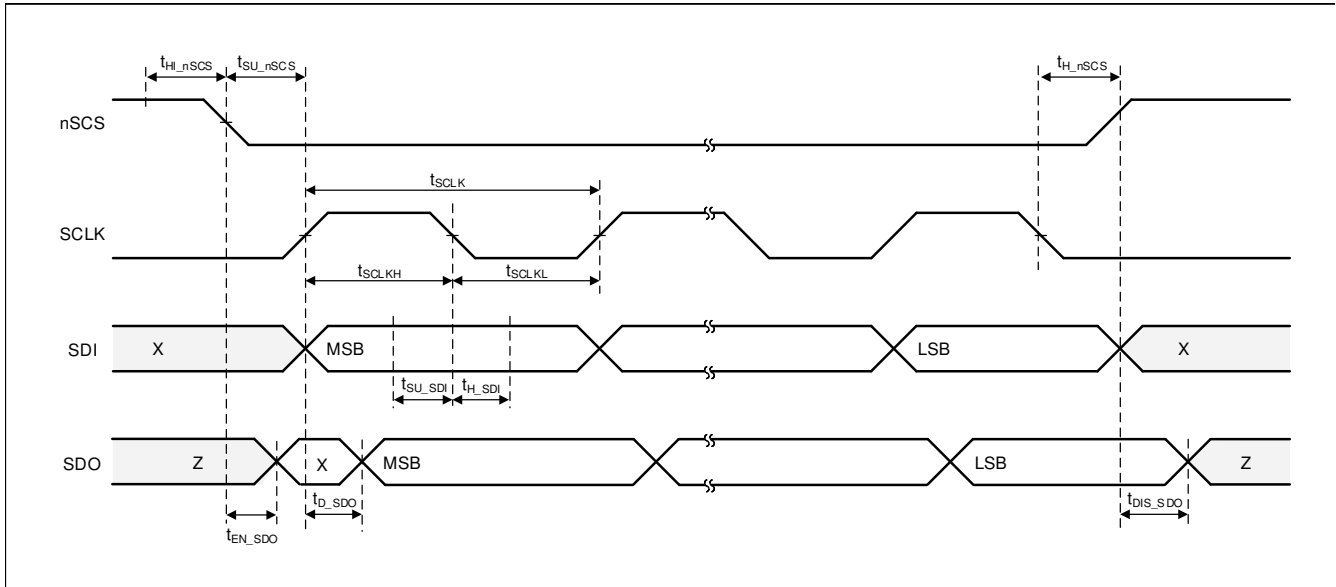 tHI_nSCS tSU_nSCS tH_nSCS
nSCS
tSCLK
SCLK
tSCLKH tSCLKL
SDI X MSB LSB X
tSU_SDI tH_SDI
SDO Z X MSB LSB Z
tD_SDO tDIS_SDO
tEN_SDO